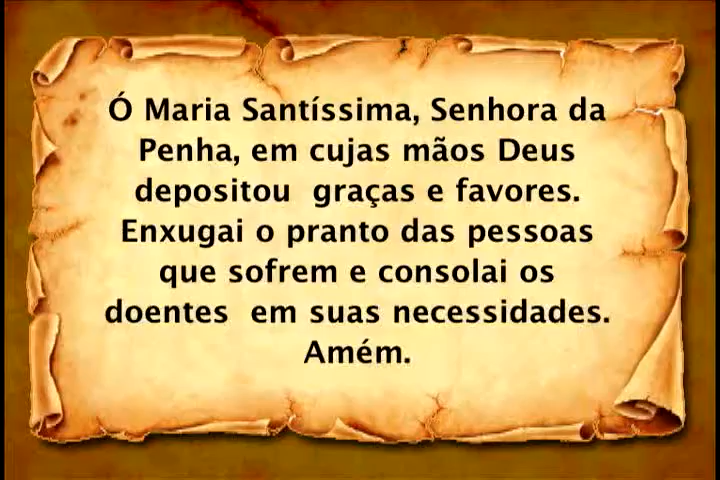 Ó Maria Santíssima, Senhora da
Penha, em cujas mãos Deus
depositou graças e favores.
Enxugai o pranto das pessoas
que sofrem e consolai os
doentes em suas necessidades.
Amém.